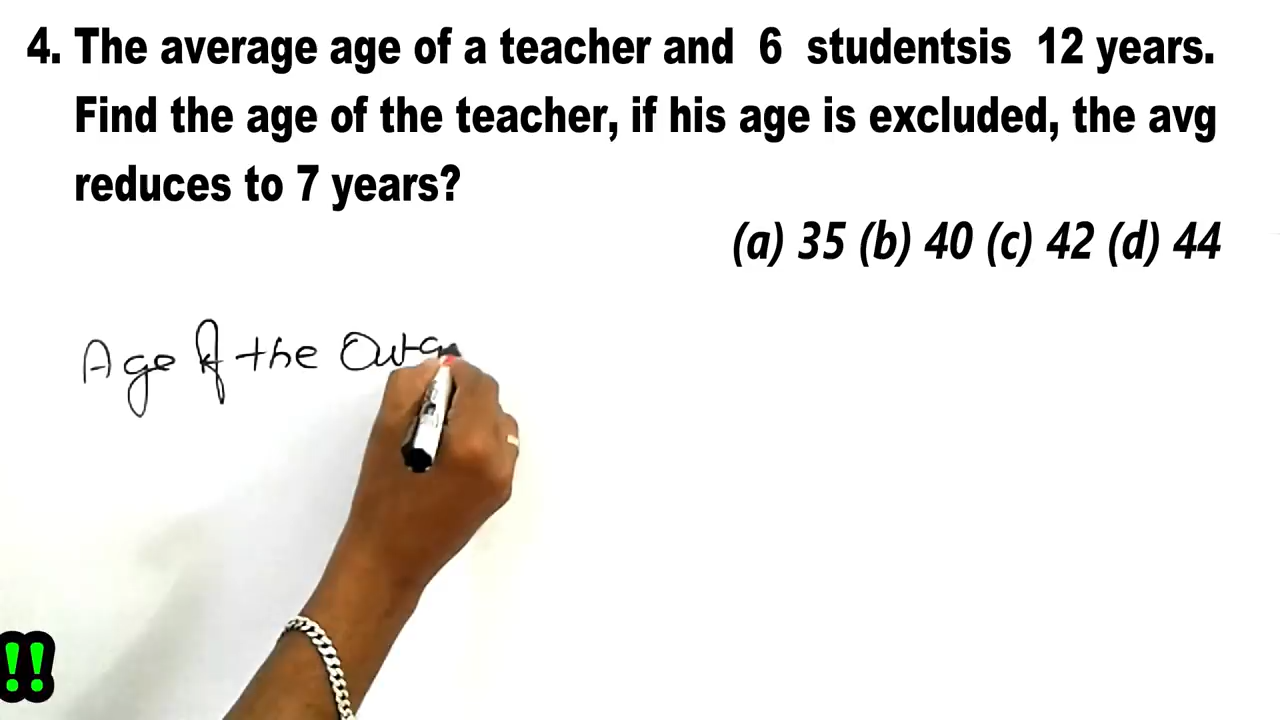 4. The average age of a teacher and 6 studentsis 12 years.
Find the age of the teacher, if his age is excluded, the avg
reduces to 7 years?
(a) 35 (b) 40 (c) 42 (d) 44
Age of the
!!